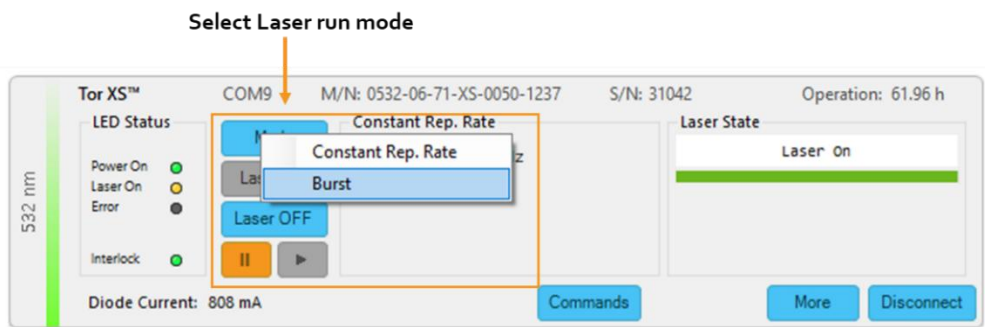 Select Laser run mode
Tor XS™ COM9 M/N: 0532-06-71-XS-0050-1237 S/N: 31042 Operation: 61.96 h
LED Status Constant Rep. Rate Laser State
Constant Rep. Rate Laser On
Power On
Laser On Burst
Error Laser OFF
Interlock
532 nm
Diode Current: 808 mA Commands More Disconnect